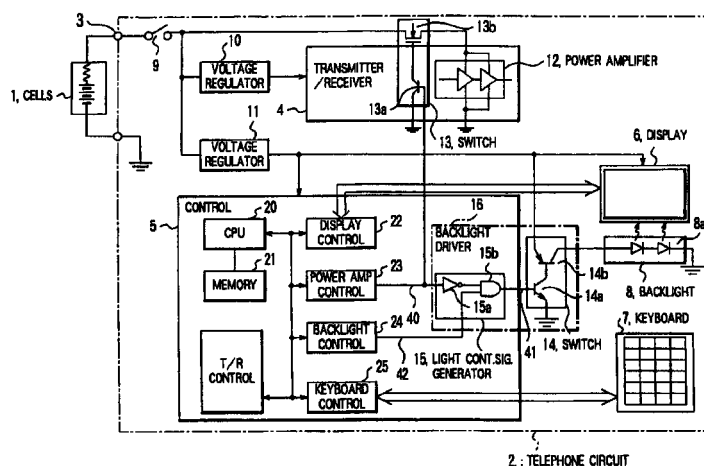 3
9
10
VOLTAGE
REGULATOR
TRANSMITTER
/RECEIVER
4
13b
13a
12, POWER AMPLIFIER
13, SWITCH
1, CELLS
11
VOLTAGE
REGULATOR
6, DISPLAY
5
CONTROL
20
CPU
21
MEMORY
22
DISPLAY
CONTROL
23
POWER AMP
CONTROL
24
BACKLIGHT
CONTROL
25
KEYBOARD
CONTROL
T/R
CONTROL
40
42
16
BACKLIGHT
DRIVER
15b
15a
15, LIGHT CONT.SIG.
GENERATOR
41
14b
14a
14, SWITCH
8a
8, BACKLIGHT
7, KEYBOARD
2, : TELEPHONE CIRCUIT